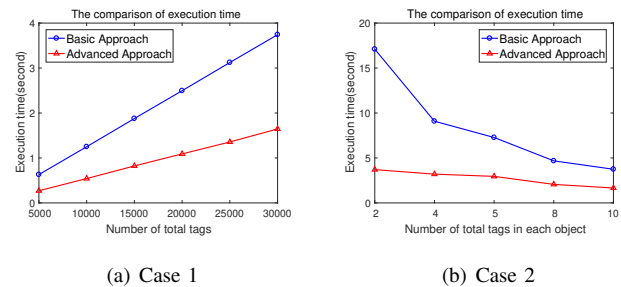 The comparison of execution time
4
3
2
1
0
Execution time(second)
Basic Approach
Advanced Approach
5000 10000 15000 20000 25000 30000
Number of total tags
(a) Case 1
The comparison of execution time
20
15
10
5
0
Execution time(second)
Basic Approach
Advanced Approach
2 4 5 8 10
Number of total tags in each object
(b) Case 2